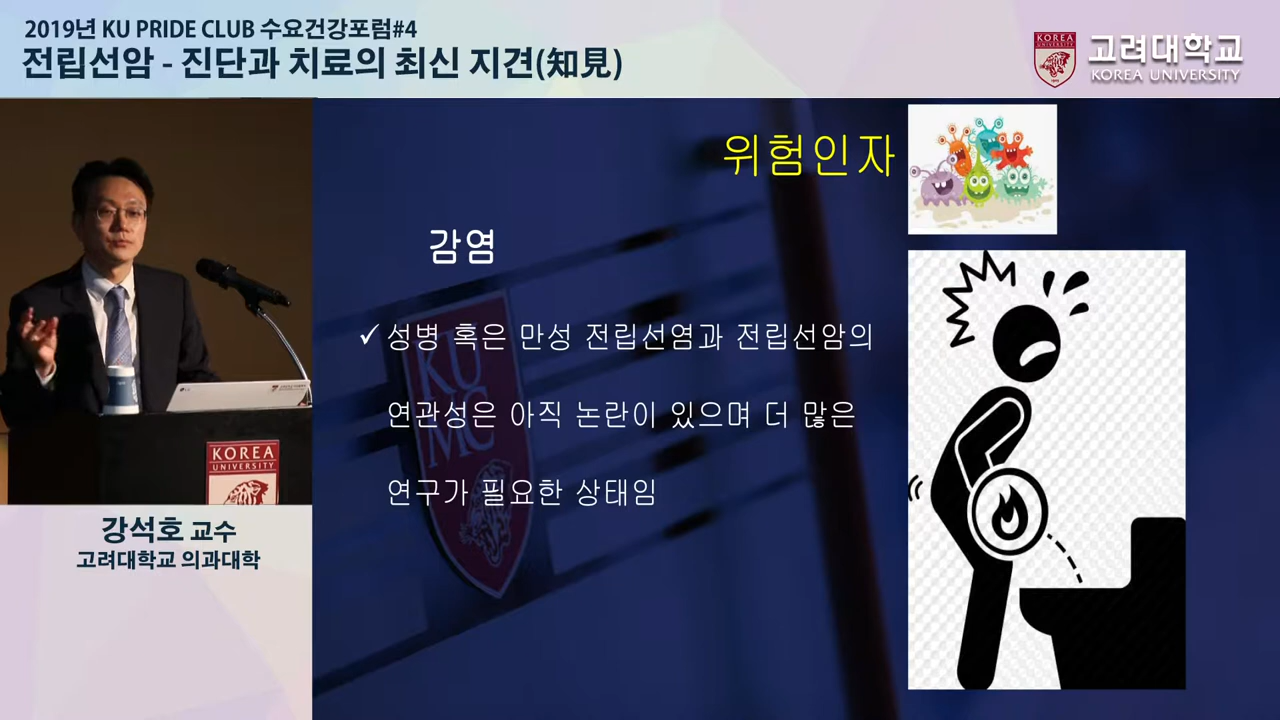 2019년 KU PRIDE CLUB 수요건강포럼#4
전립선암 - 진단과 치료의 최신 지견(知見)
KOREA
UNIVERSITY
고려대학교
KOREA UNIVERSITY
위험인자
감염
✓ 성병 혹은 만성 전립선염과 전립선암의
연관성은 아직 논란이 있으며 더 많은
연구가 필요한 상태임
KU
MC
KOREA
UNIVERSITY
강석호 교수
고려대학교 의과대학